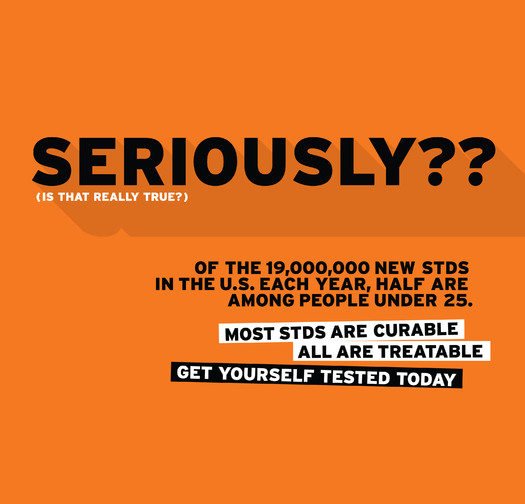 SERIOUSLY??
(IS THAT REALLY TRUE?)
OF THE 19,000,000 NEW STDS
IN THE U.S. EACH YEAR, HALF ARE
AMONG PEOPLE UNDER 25.
MOST STDS ARE CURABLE
ALL ARE TREATABLE
GET YOURSELF TESTED TODAY